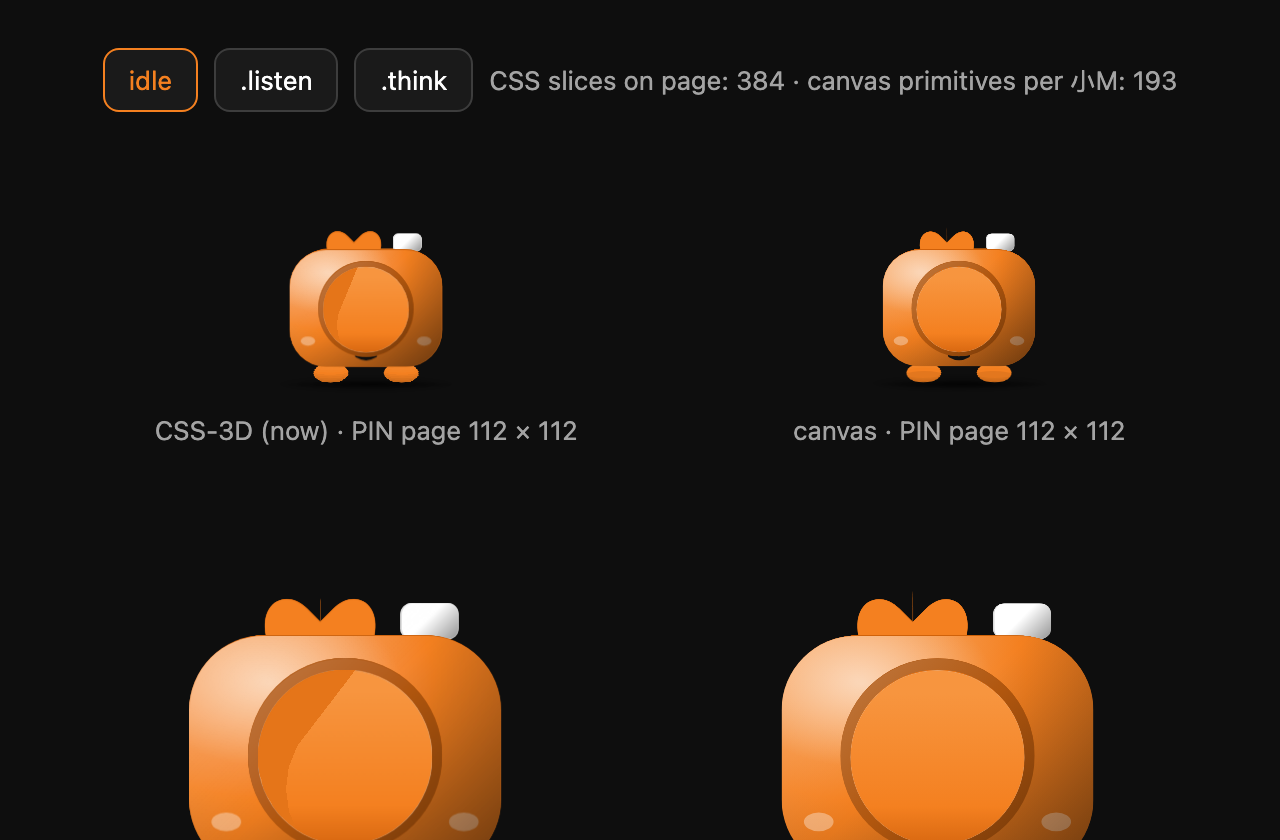 idle
.listen
.think
CSS slices on page: 384 · canvas primitives per 小M: 193
CSS-3D (now) · PIN page 112 × 112
canvas · PIN page 112 × 112